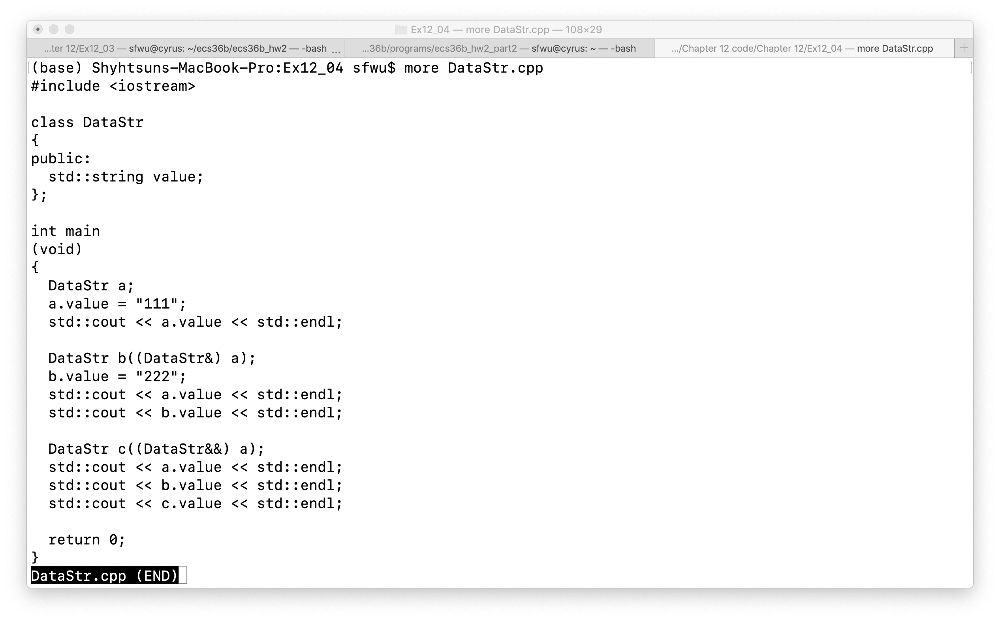 Ex12_04 — more DataStr.cpp — 108×29
...ter 12/Ex12_03 — sfwu@cyrus: ~/ecs36b/ecs36b_hw2 — -bash ...
...36b/programs/ecs36b_hw2_part2 — sfwu@cyrus: ~ — -bash
.../Chapter 12 code/Chapter 12/Ex12_04 — more DataStr.cpp
+
[(base) Shyhtsuns-MacBook-Pro:Ex12_04 sfwu$ more DataStr.cpp ]
#include <iostream>

class DataStr
{
public:
  std::string value;
};

int main
(void)
{
  DataStr a;
  a.value = "111";
  std::cout << a.value << std::endl;

  DataStr b((DataStr&) a);
  b.value = "222";
  std::cout << a.value << std::endl;
  std::cout << b.value << std::endl;

  DataStr c((DataStr&&) a);
  std::cout << a.value << std::endl;
  std::cout << b.value << std::endl;
  std::cout << c.value << std::endl;

  return 0;
}
DataStr.cpp (END)